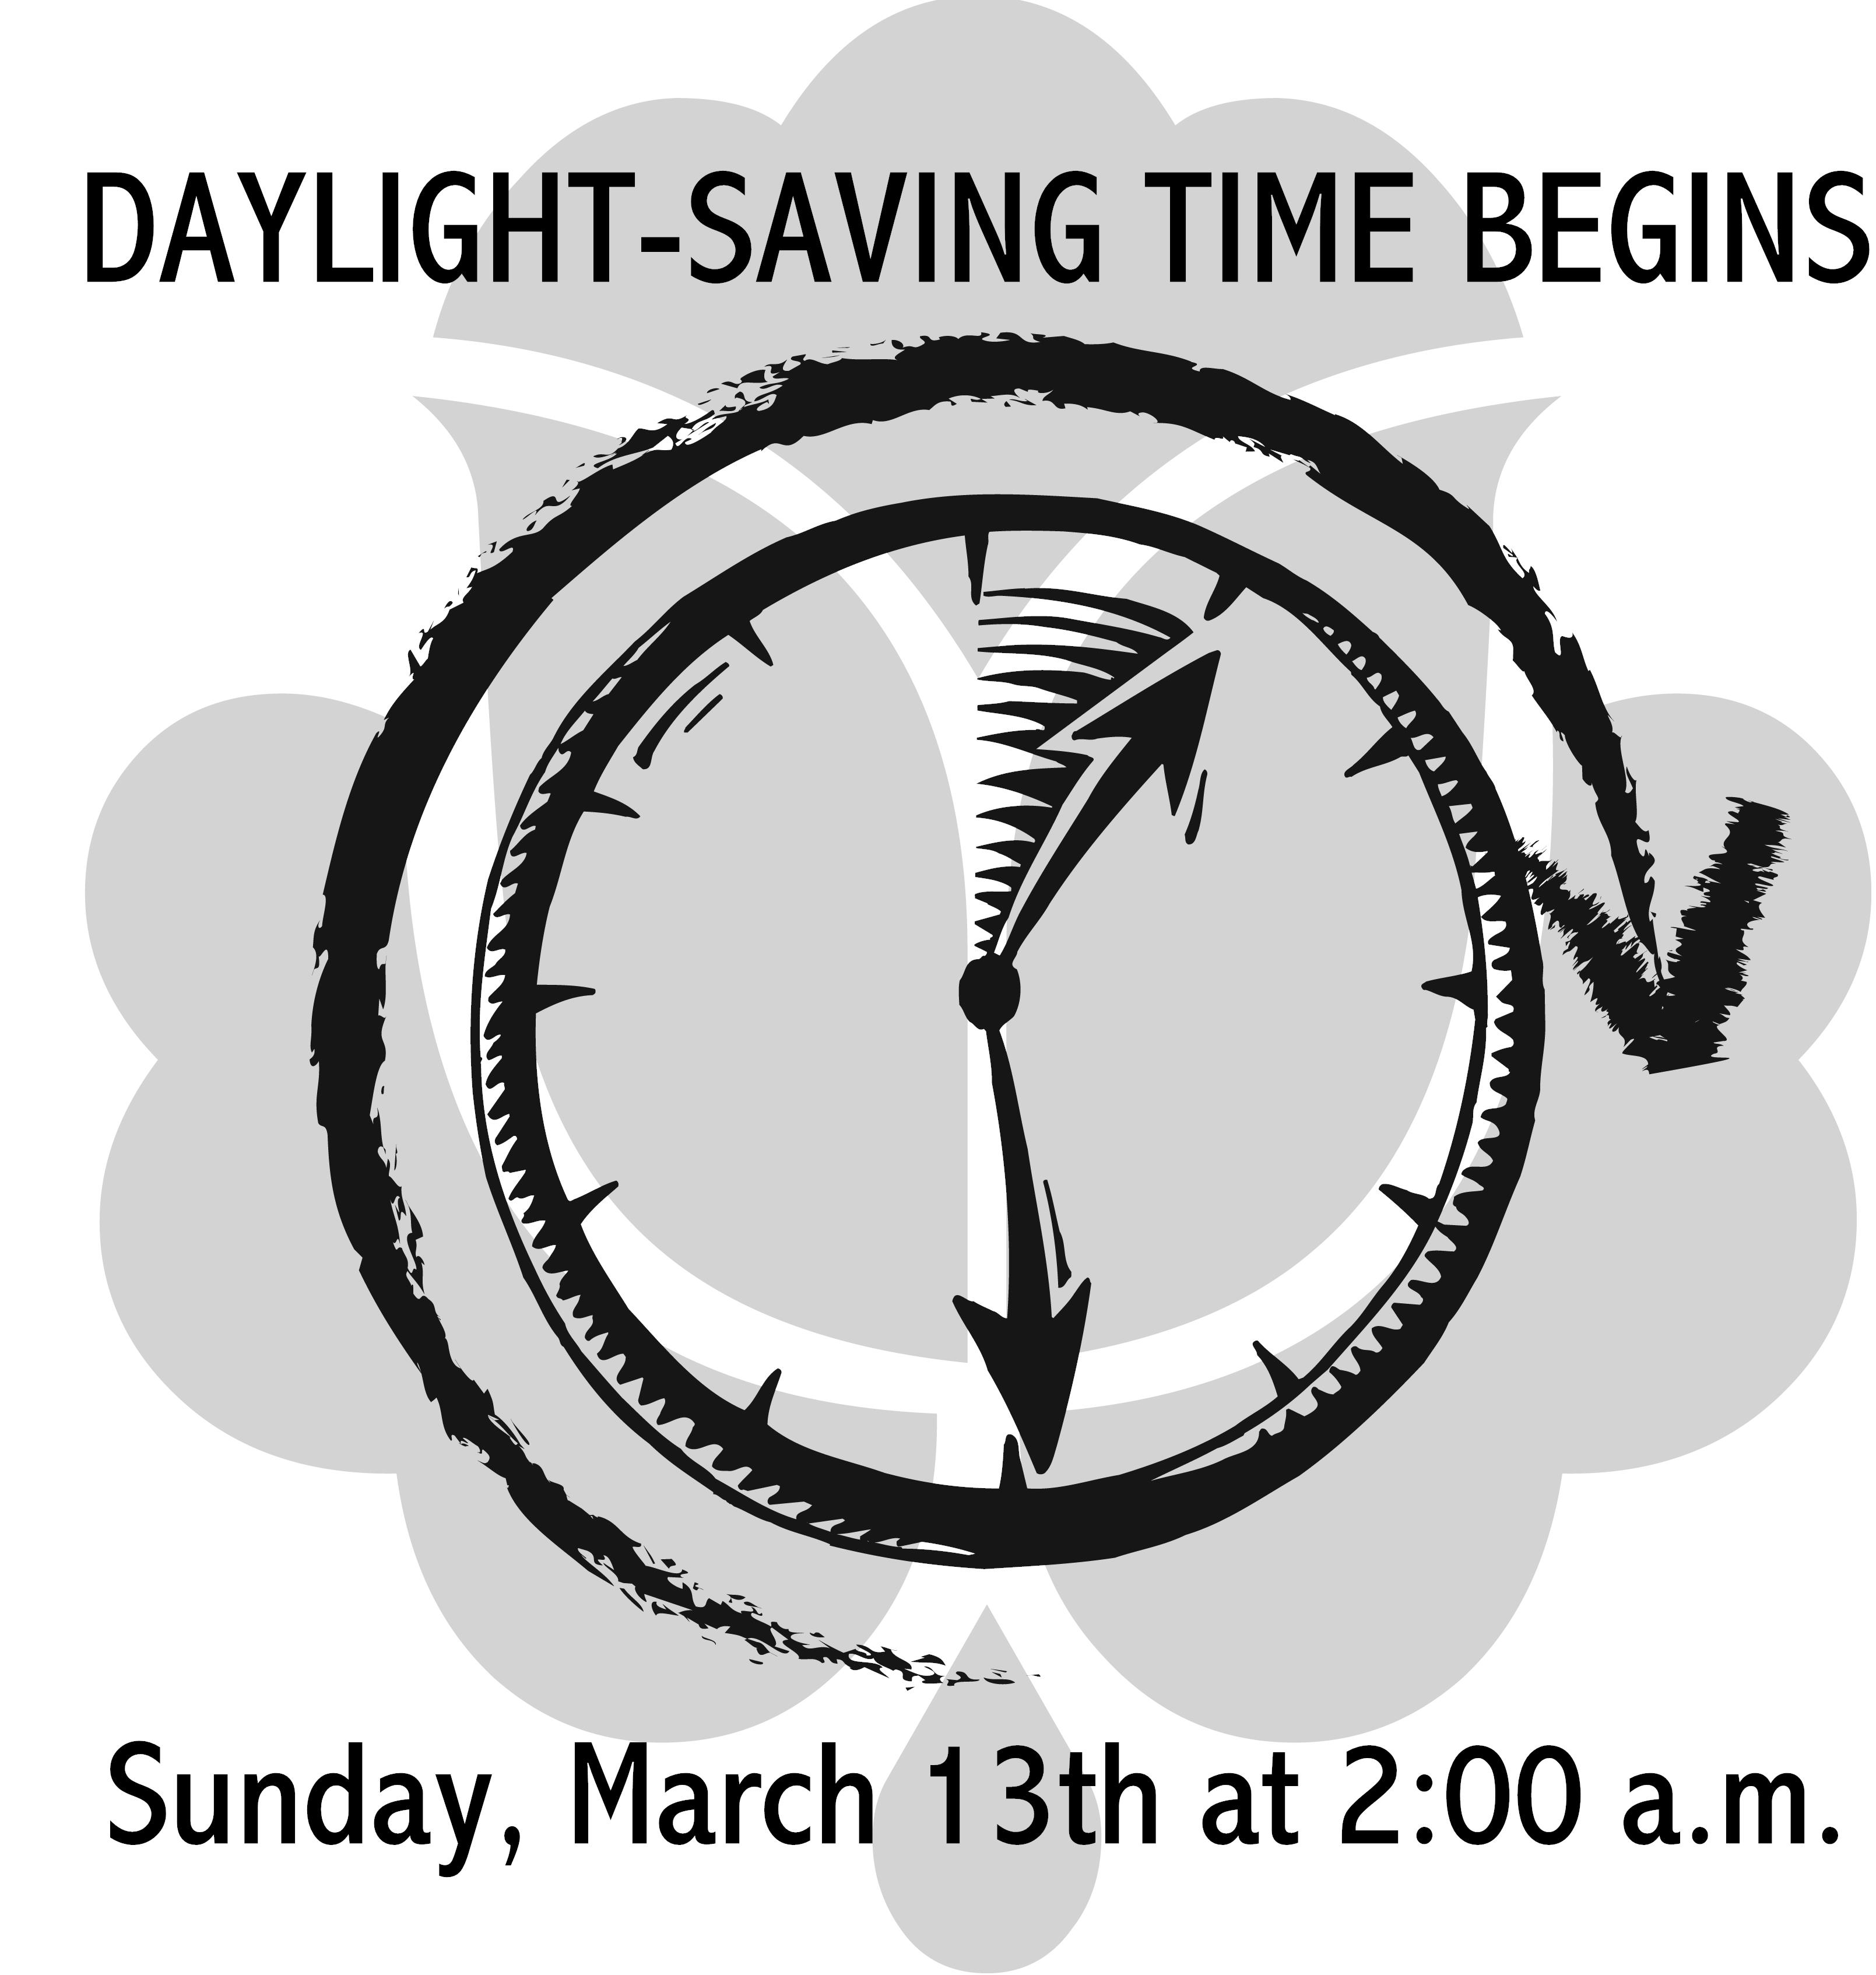 DAYLIGHT-SAVING TIME BEGINS
Sunday, March 13th at 2:00 a.m.